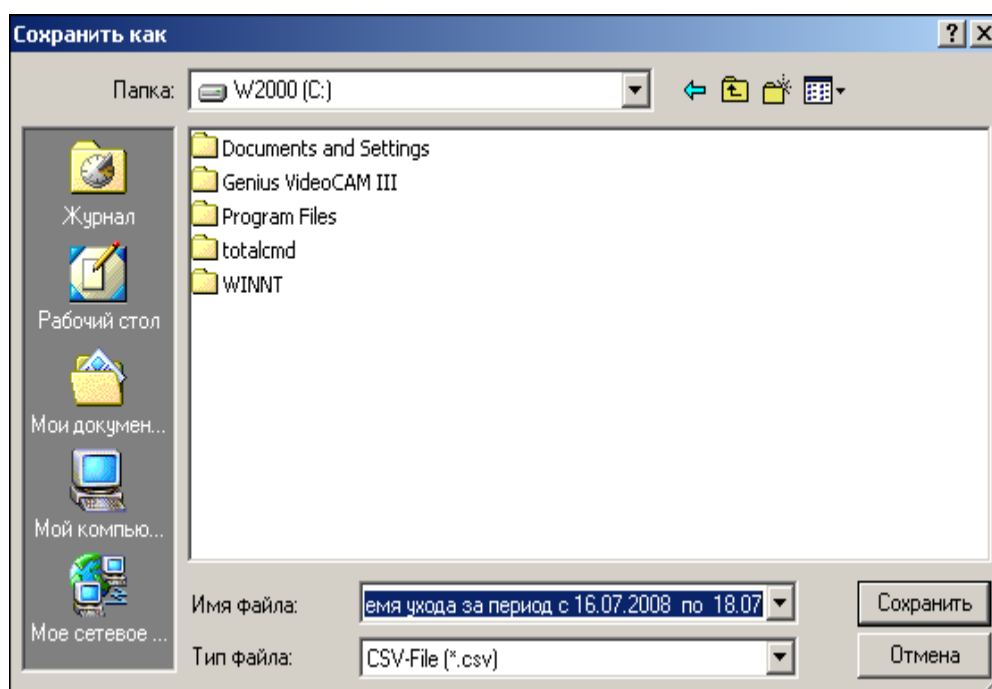 Сохранить как
Папка: W2000 (C:)
Documents and Settings
Genius VideoCAM III
Program Files
totalcmd
WINNT
Журнал
Рабочий стол
Мои докумен...
Мой компью...
Мое сетевое ...
Имя файла: емя ухода за период с 16.07.2008 по 18.07 Сохранить
Тип файла: CSV-File (*.csv) Отмена